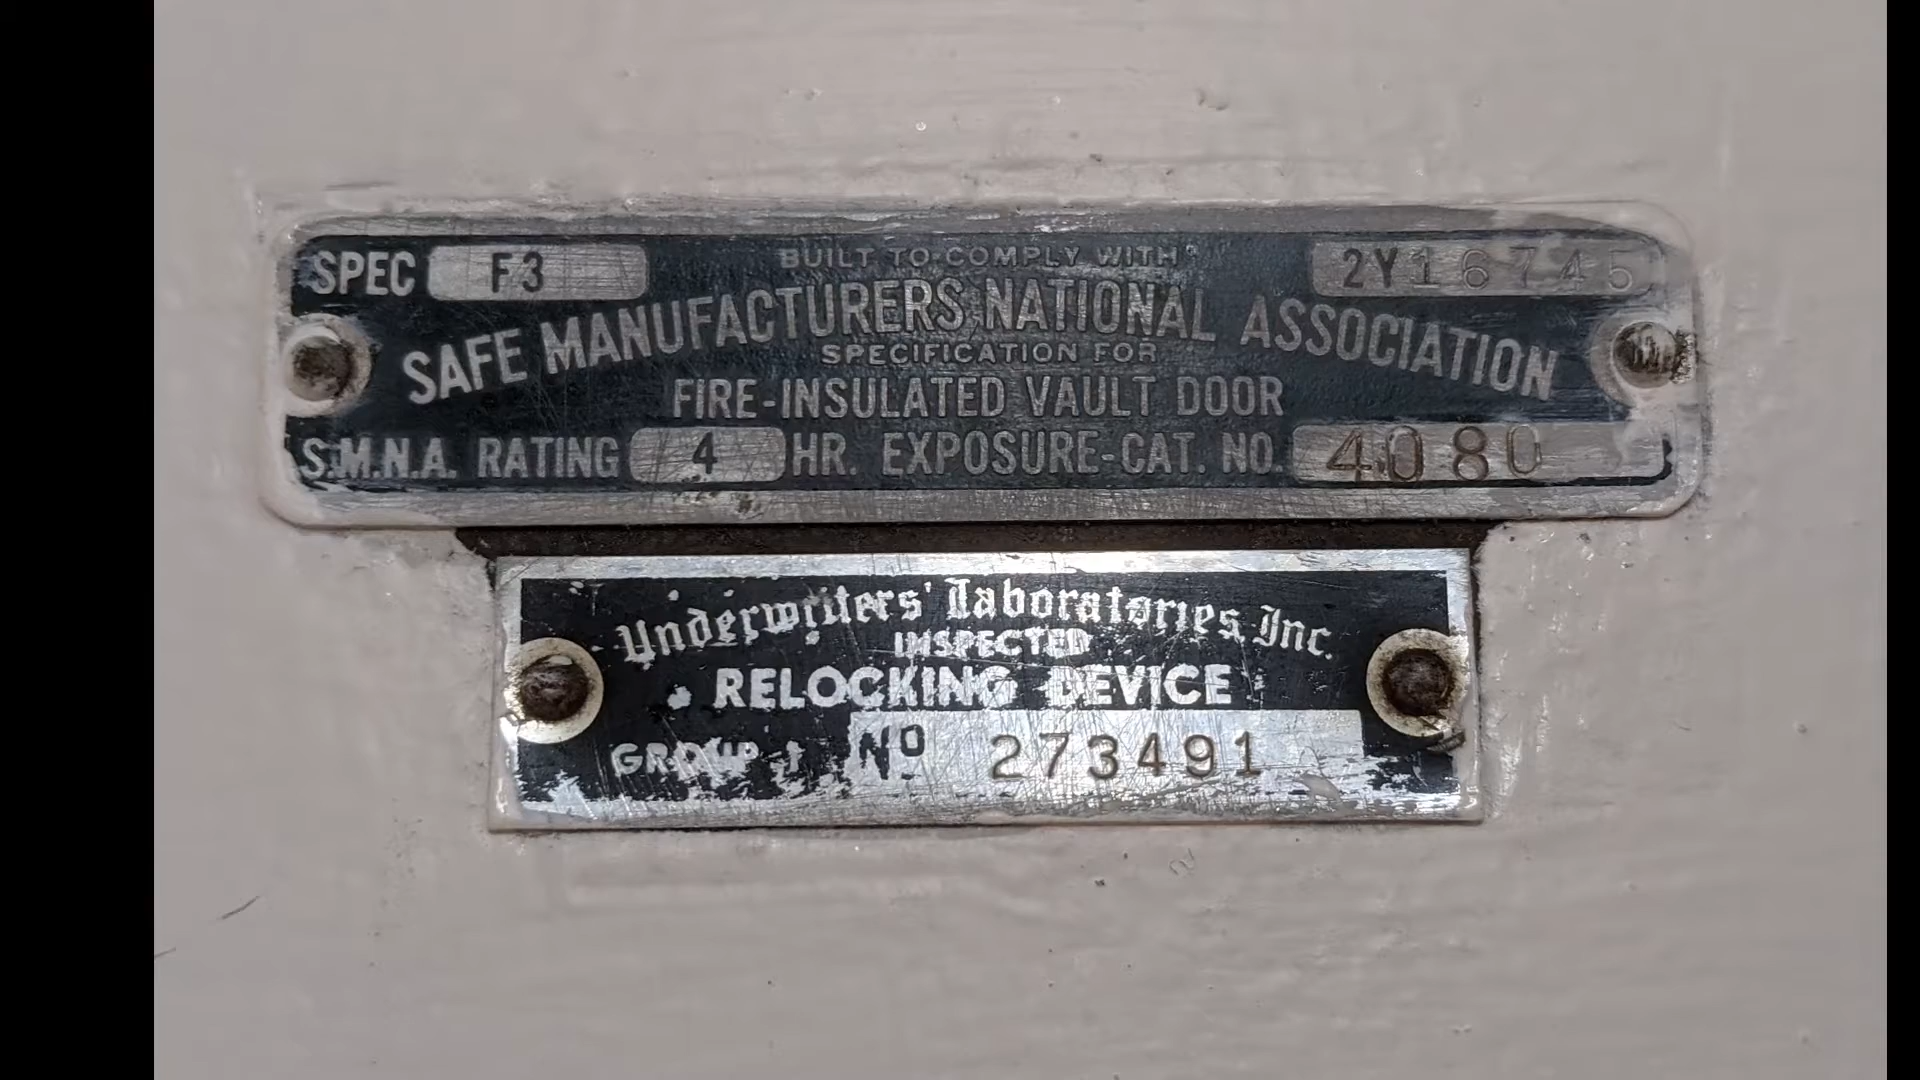 SPEC F3 BUILT TO COMPLY WITH 2Y16745
SAFE MANUFACTURERS NATIONAL ASSOCIATION
SPECIFICATION FOR
FIRE-INSULATED VAULT DOOR
S.M.N.A. RATING 4 HR. EXPOSURE-CAT. NO. 4080
Underwriters' Laboratories, Inc.
INSPECTED
RELOCKING DEVICE
GROUP 1 NO 273491